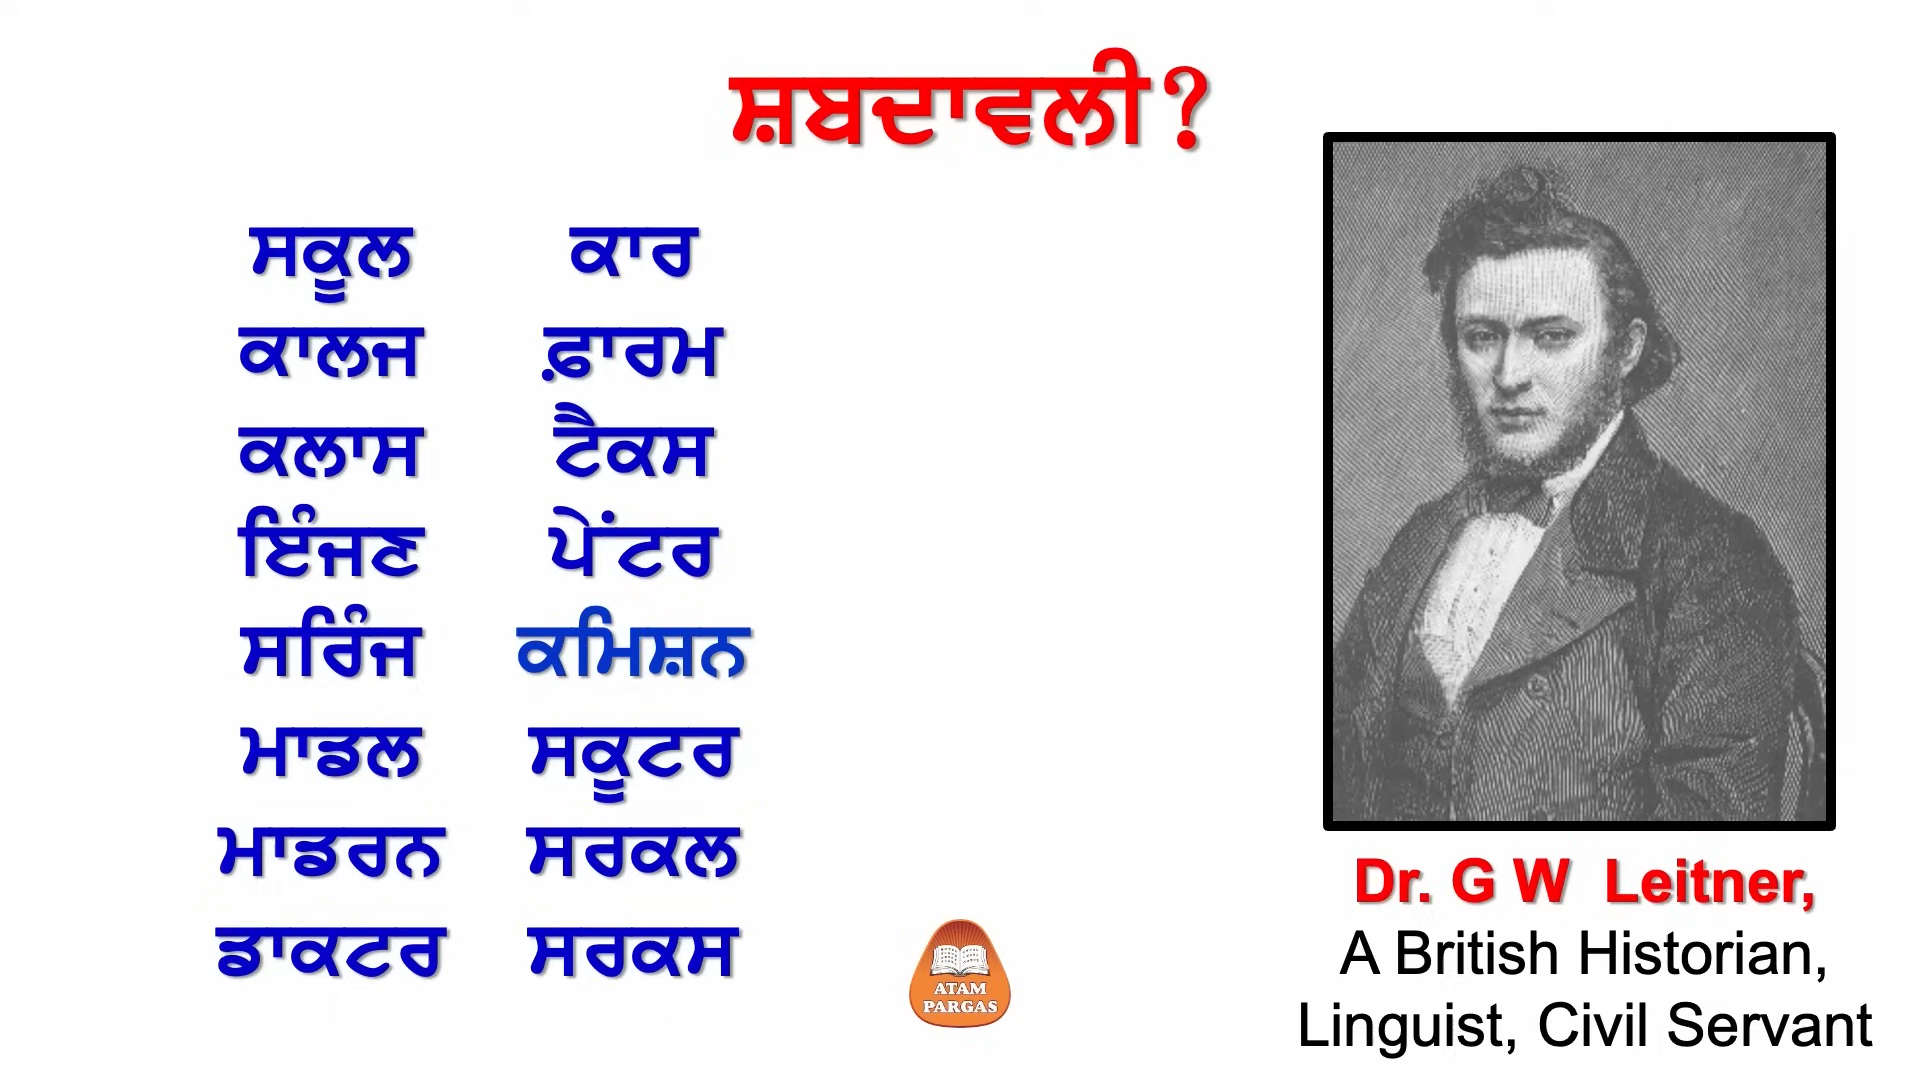 ਸ਼ਬਦਾਵਲੀ?
ਸਕੂਲ
ਕਾਲਜ
ਕਲਾਸ
ਇੰਜਣ
ਸਰਿੰਜ
ਮਾਡਲ
ਮਾਡਰਨ
ਡਾਕਟਰ
ਕਾਰ
ਫ਼ਾਰਮ
ਟੈਕਸ
ਪੇਂਟਰ
ਕਮਿਸ਼ਨ
ਸਕੂਟਰ
ਸਰਕਲ
ਸਰਕਸ
ATAM
PARGAS
Dr. G W Leitner,
A British Historian,
Linguist, Civil Servant